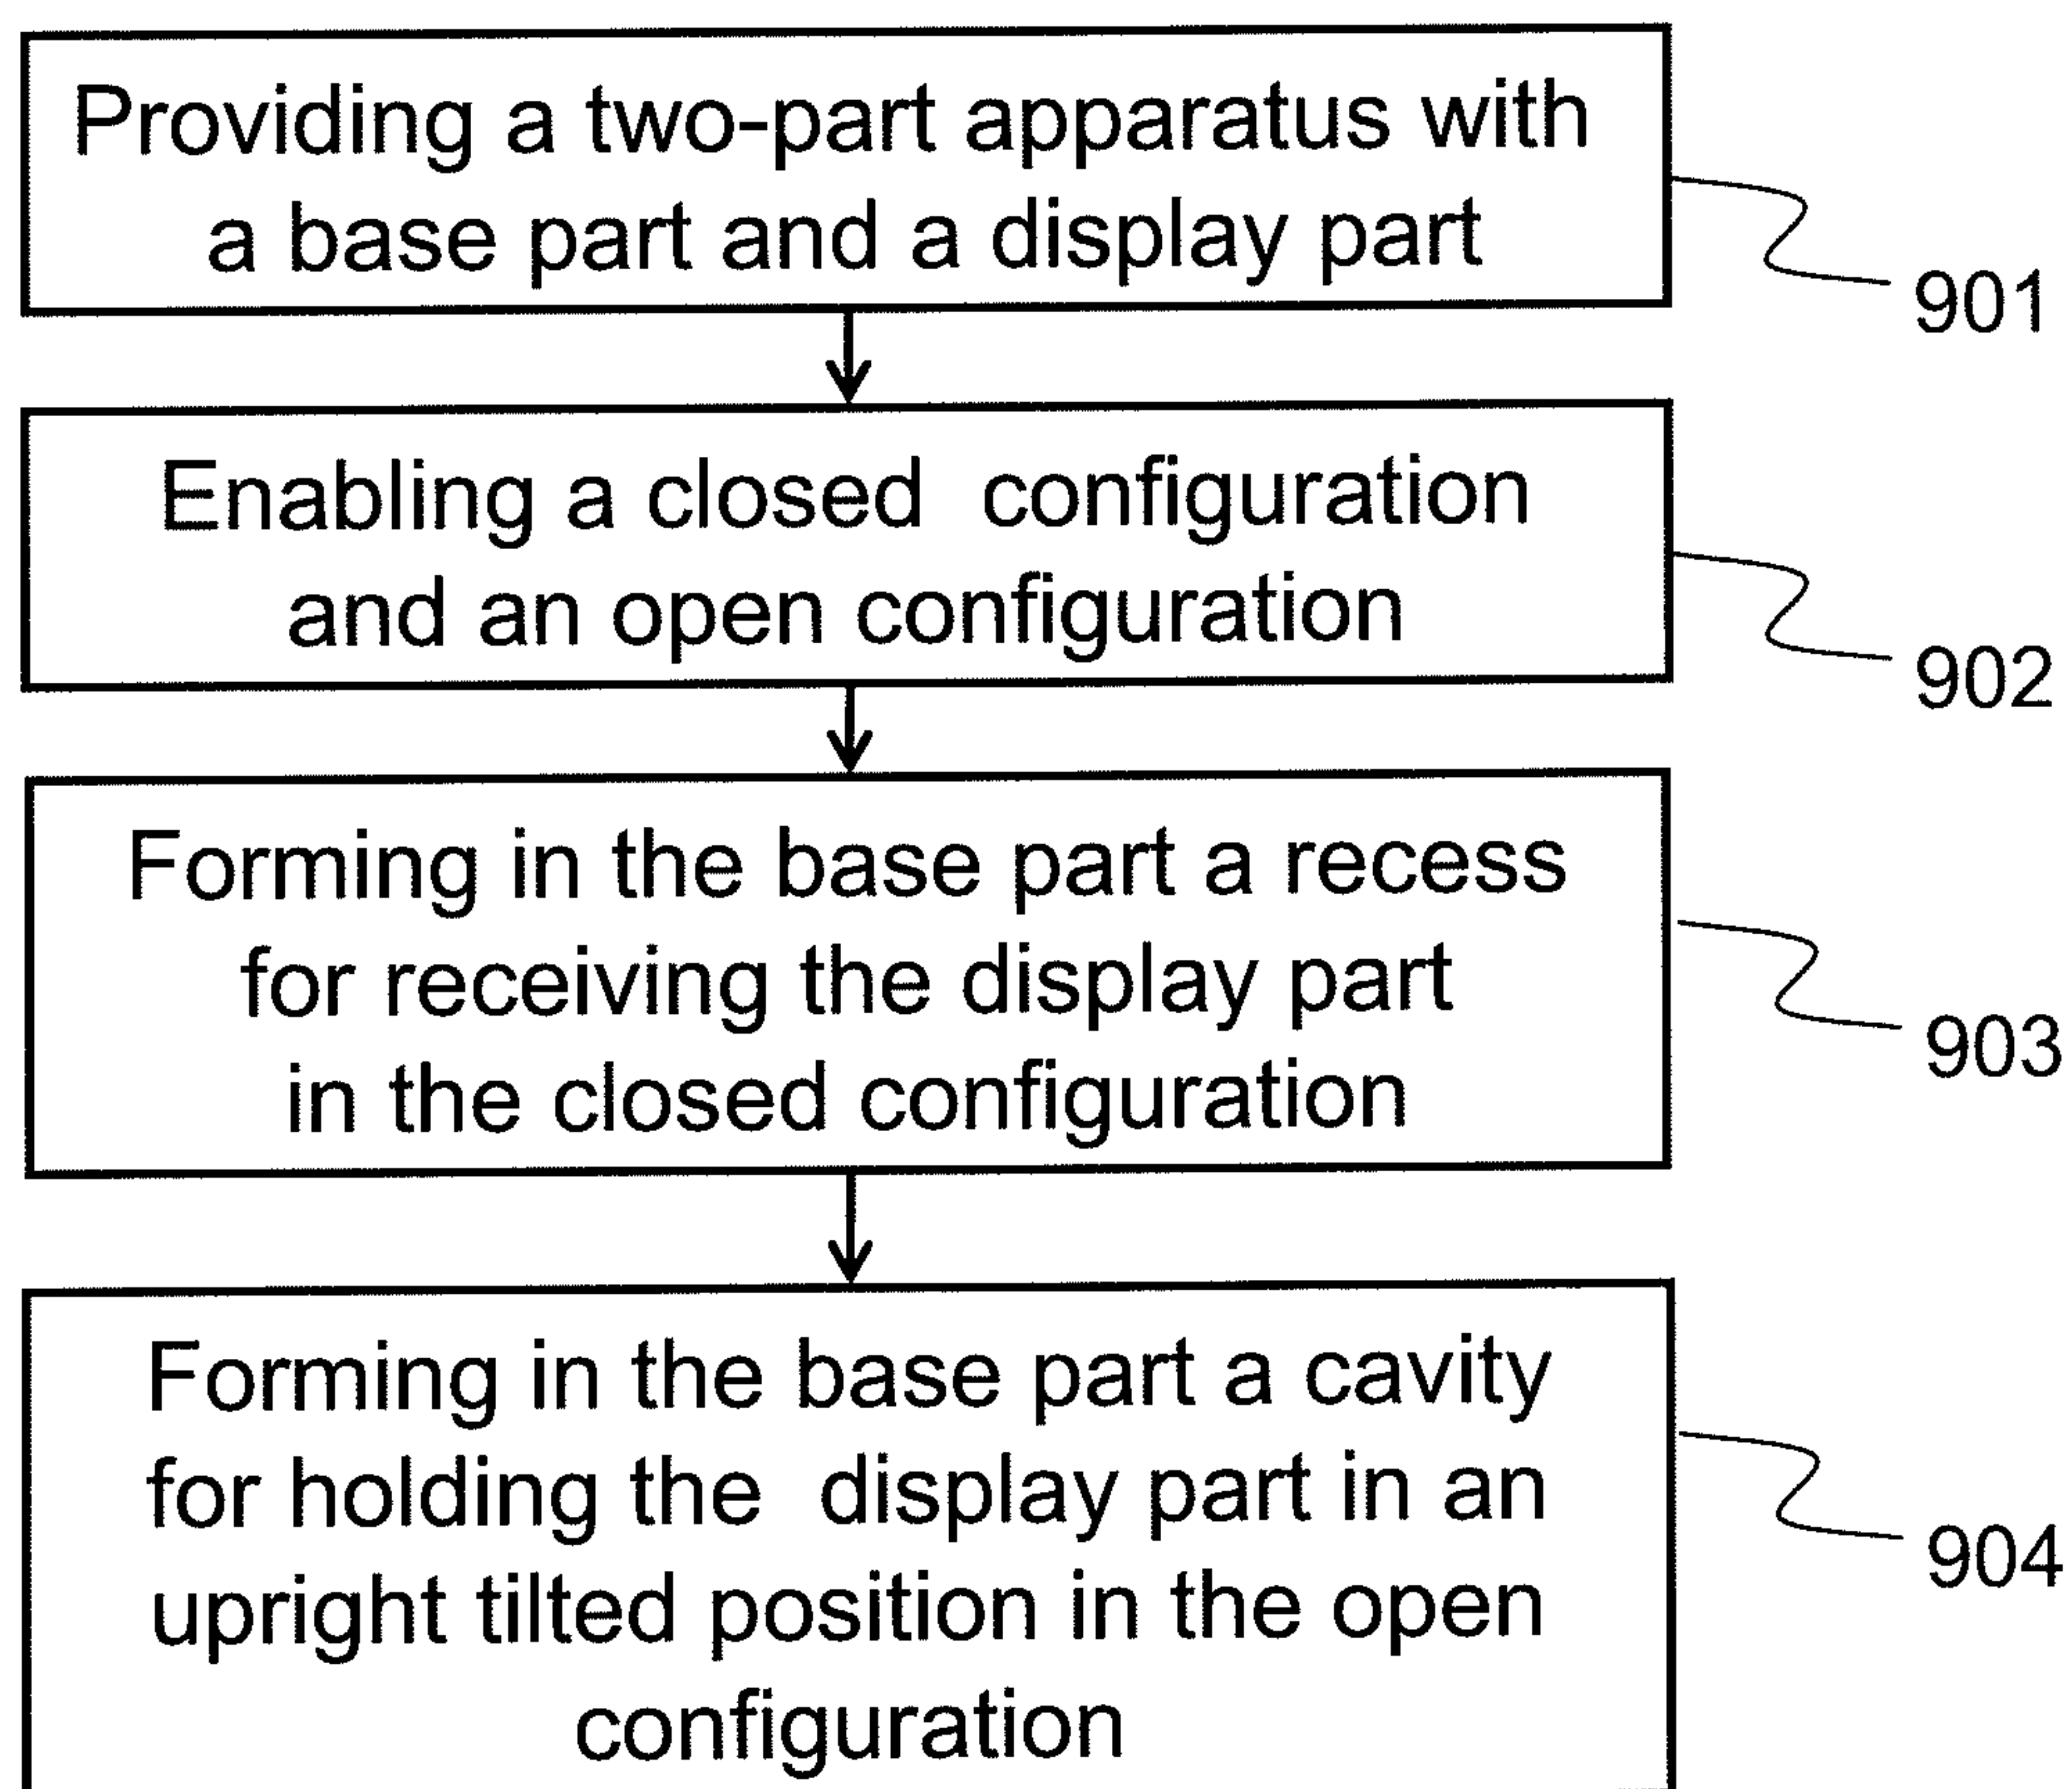 Providing a two-part apparatus with
a base part and a display part
901
Enabling a closed configuration
and an open configuration
902
Forming in the base part a recess
for receiving the display part
in the closed configuration
903
Forming in the base part a cavity
for holding the display part in an
upright tilted position in the open
configuration
904